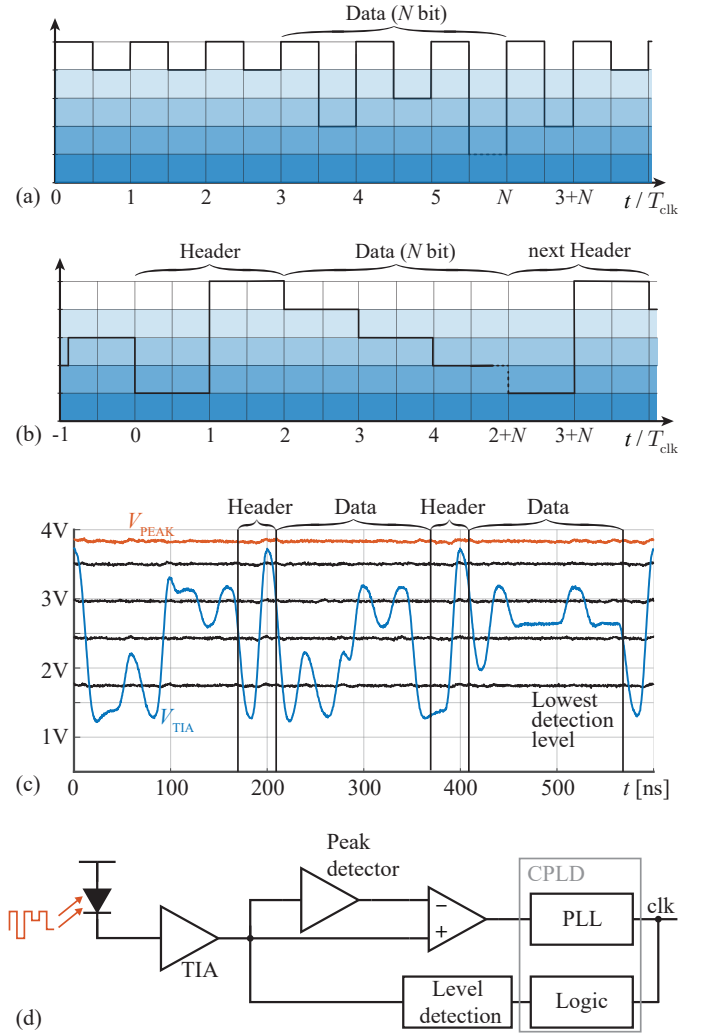 Data (N bit)
(a) 0 1 2 3 4 5 N 3+N t / Tclk
Header Data (N bit) next Header
(b) -1 0 1 2 3 4 2+N 3+N t / Tclk
Header Data Header Data
4V VPEAK
3V
2V
VTIA Lowest
detection
1V level
(c) 0 100 200 300 400 500 t [ns]
Peak
detector CPLD
− clk
+ PLL
TIA
Level
detection Logic
(d)